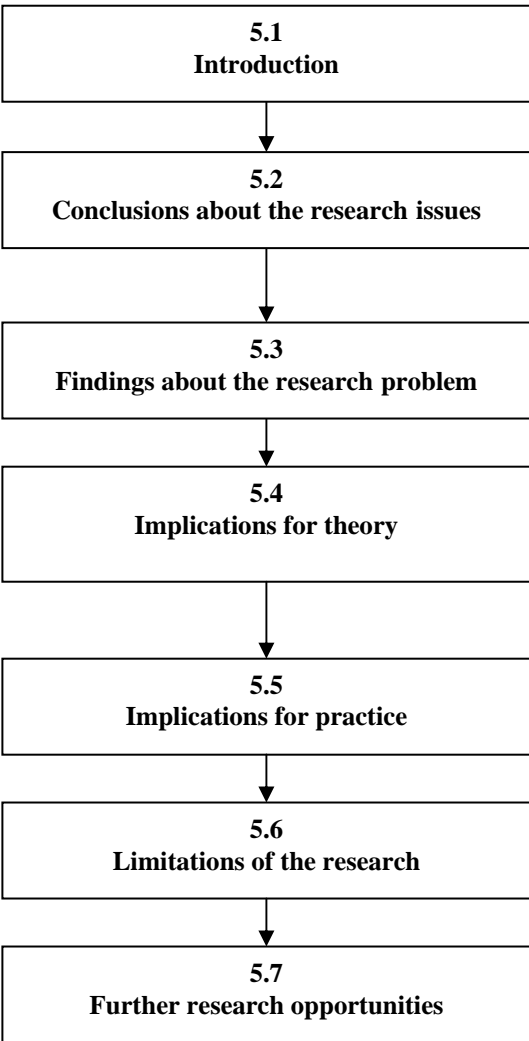 5.1
Introduction
5.2
Conclusions about the research issues
5.3
Findings about the research problem
5.4
Implications for theory
5.5
Implications for practice
5.6
Limitations of the research
5.7
Further research opportunities